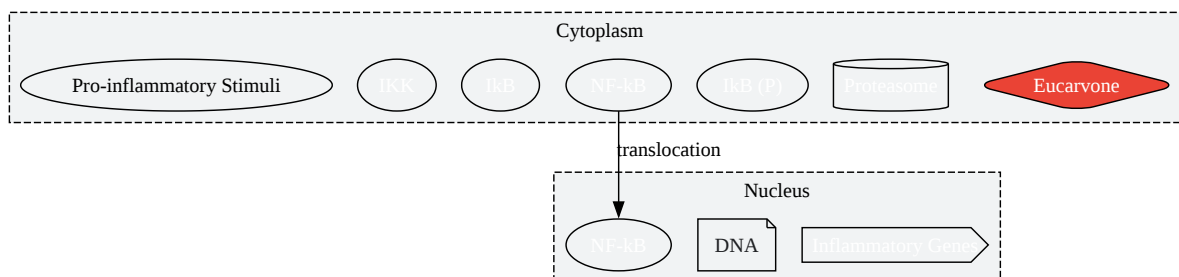 Cytoplasm
Pro-inflammatory Stimuli
IKK
IkB
NF-kB
IkB (P)
Proteasome
Eucarvone
translocation
Nucleus
NF-kB
DNA
Inflammatory Genes